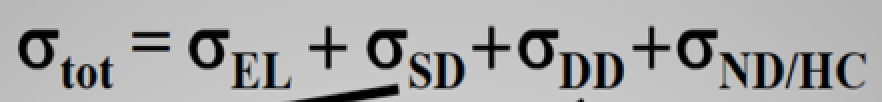 σtot = σEL + σSD+σDD+σND/HC